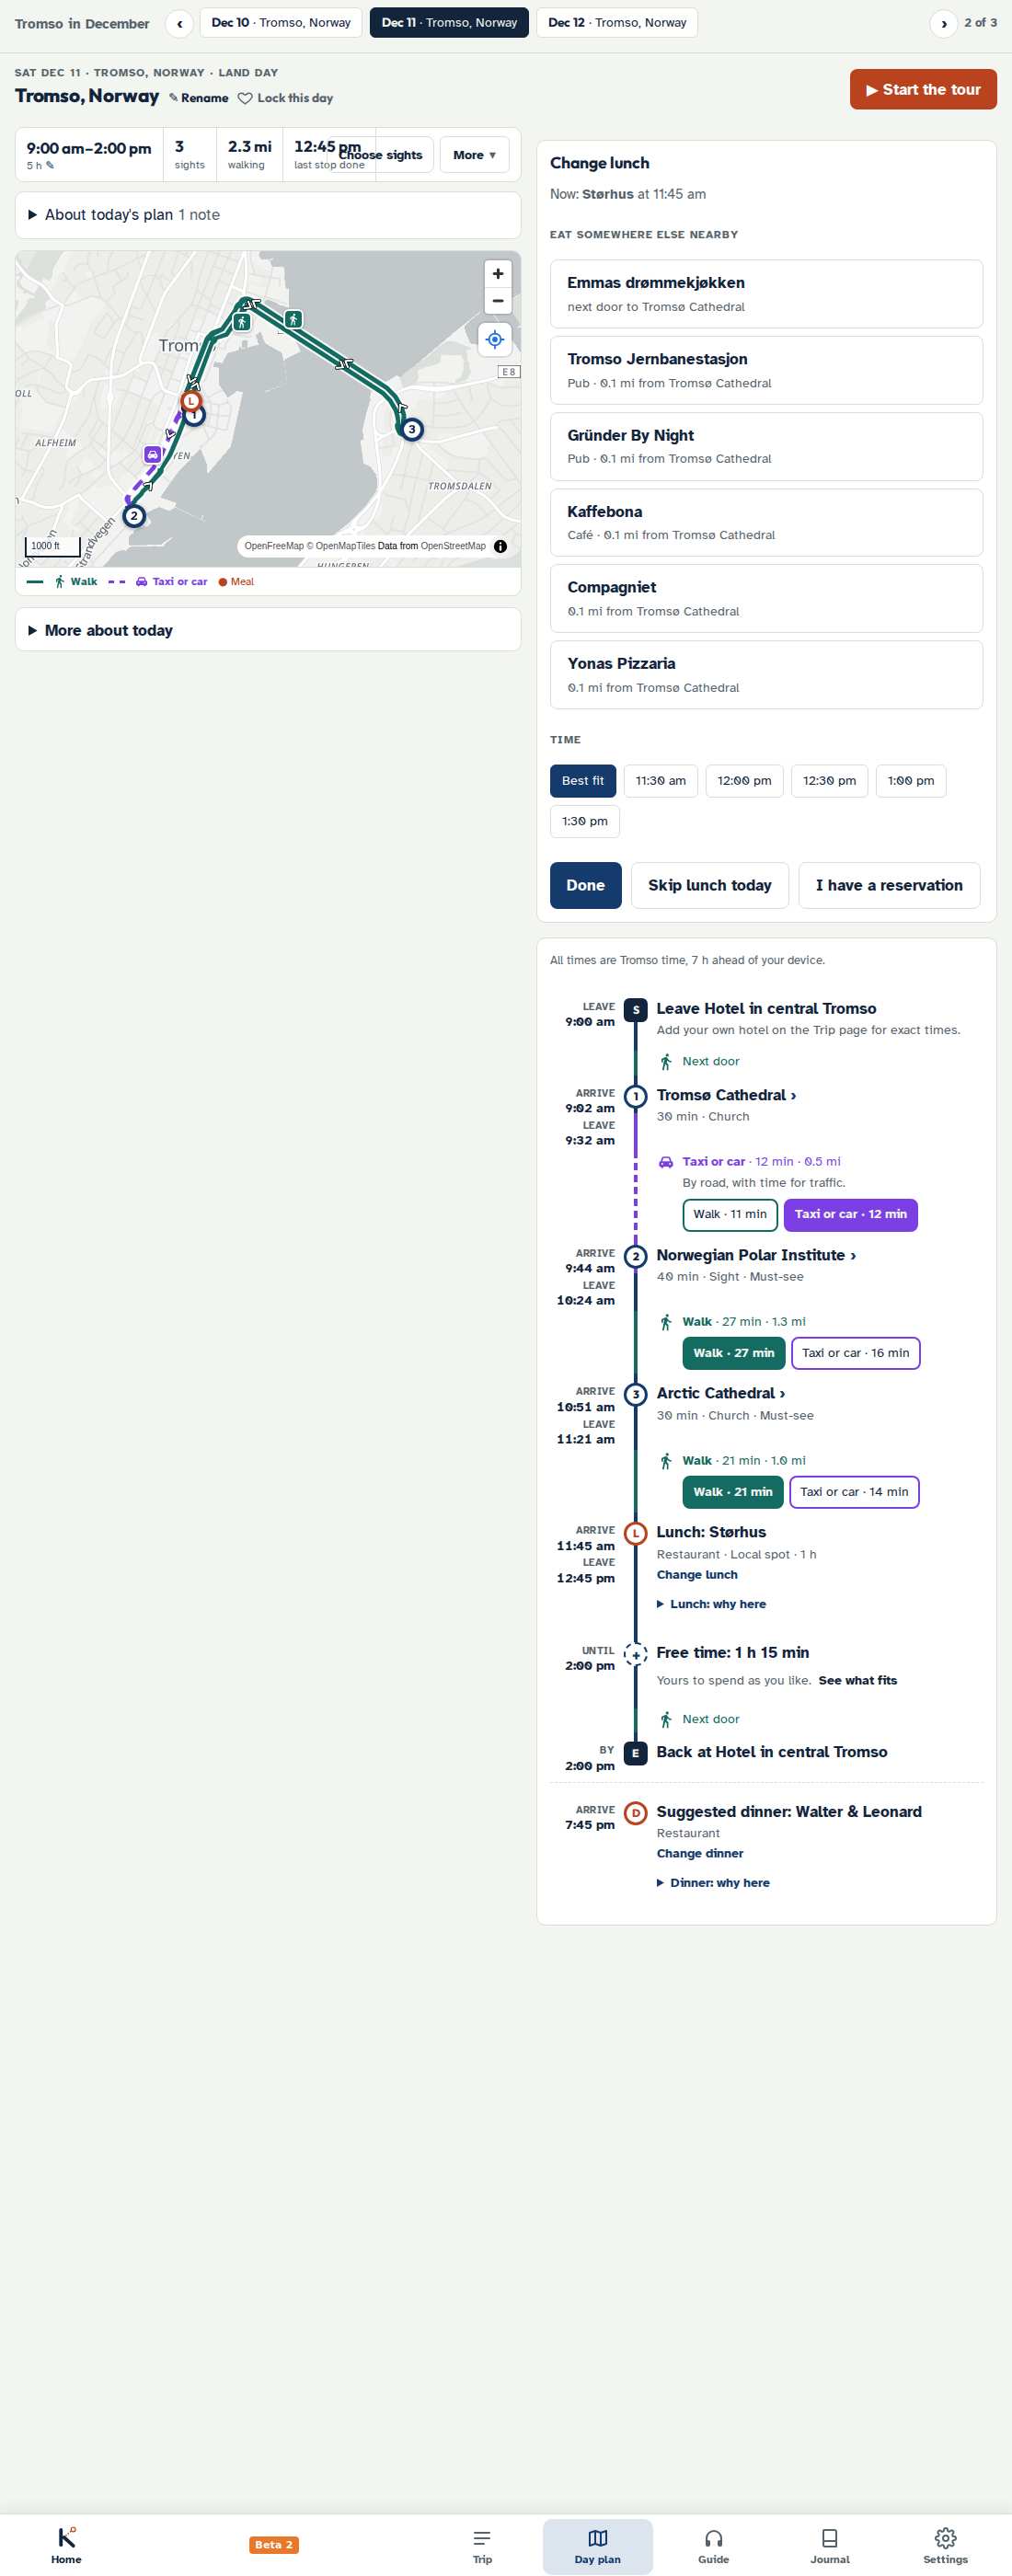 Tromso in December
‹
Dec 10 · Tromso, Norway
Dec 11 · Tromso, Norway
Dec 12 · Tromso, Norway
›
2 of 3
SAT DEC 11 · TROMSO, NORWAY · LAND DAY
Tromso, Norway
✎ Rename
Lock this day
▶ Start the tour
9:00 am–2:00 pm
5 h ✎
3
sights
2.3 mi
walking
12:45 pm
last stop done
Choose sights
More ▾
▶ About today's plan 1 note
+
−
Trom
E 8
OLL
ALFHEIM
YEN
TROMSDALEN
Strandvegen
HUNGEREN
L
1
2
3
1000 ft
OpenFreeMap © OpenMapTiles Data from OpenStreetMap
Walk
Taxi or car
Meal
▶ More about today
Change lunch
Now: Størhus at 11:45 am
EAT SOMEWHERE ELSE NEARBY
Emmas drømmekjøkken
next door to Tromsø Cathedral
Tromso Jernbanestasjon
Pub · 0.1 mi from Tromsø Cathedral
Gründer By Night
Pub · 0.1 mi from Tromsø Cathedral
Kaffebona
Café · 0.1 mi from Tromsø Cathedral
Compagniet
0.1 mi from Tromsø Cathedral
Yonas Pizzaria
0.1 mi from Tromsø Cathedral
TIME
Best fit
11:30 am
12:00 pm
12:30 pm
1:00 pm
1:30 pm
Done
Skip lunch today
I have a reservation
All times are Tromso time, 7 h ahead of your device.
LEAVE
9:00 am
S
Leave Hotel in central Tromso
Add your own hotel on the Trip page for exact times.
Next door
ARRIVE
9:02 am
LEAVE
9:32 am
1
Tromsø Cathedral ›
30 min · Church
Taxi or car · 12 min · 0.5 mi
By road, with time for traffic.
Walk · 11 min
Taxi or car · 12 min
ARRIVE
9:44 am
LEAVE
10:24 am
2
Norwegian Polar Institute ›
40 min · Sight · Must-see
Walk · 27 min · 1.3 mi
Walk · 27 min
Taxi or car · 16 min
ARRIVE
10:51 am
LEAVE
11:21 am
3
Arctic Cathedral ›
30 min · Church · Must-see
Walk · 21 min · 1.0 mi
Walk · 21 min
Taxi or car · 14 min
ARRIVE
11:45 am
LEAVE
12:45 pm
L
Lunch: Størhus
Restaurant · Local spot · 1 h
Change lunch
▶ Lunch: why here
UNTIL
2:00 pm
+
Free time: 1 h 15 min
Yours to spend as you like. See what fits
Next door
BY
2:00 pm
E
Back at Hotel in central Tromso
ARRIVE
7:45 pm
D
Suggested dinner: Walter & Leonard
Restaurant
Change dinner
▶ Dinner: why here
Home
Beta 2
Trip
Day plan
Guide
Journal
Settings